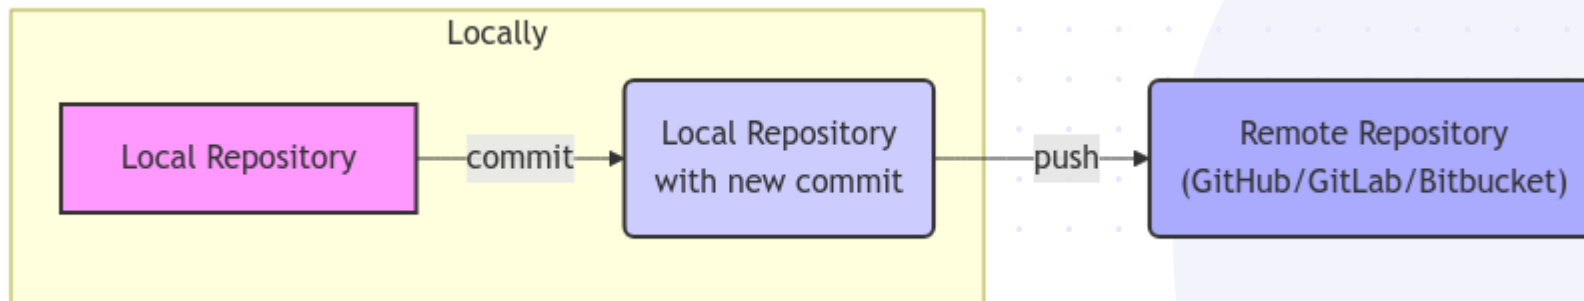 Locally
Local Repository
commit
Local Repository
with new commit
push
Remote Repository
(GitHub/GitLab/Bitbucket)